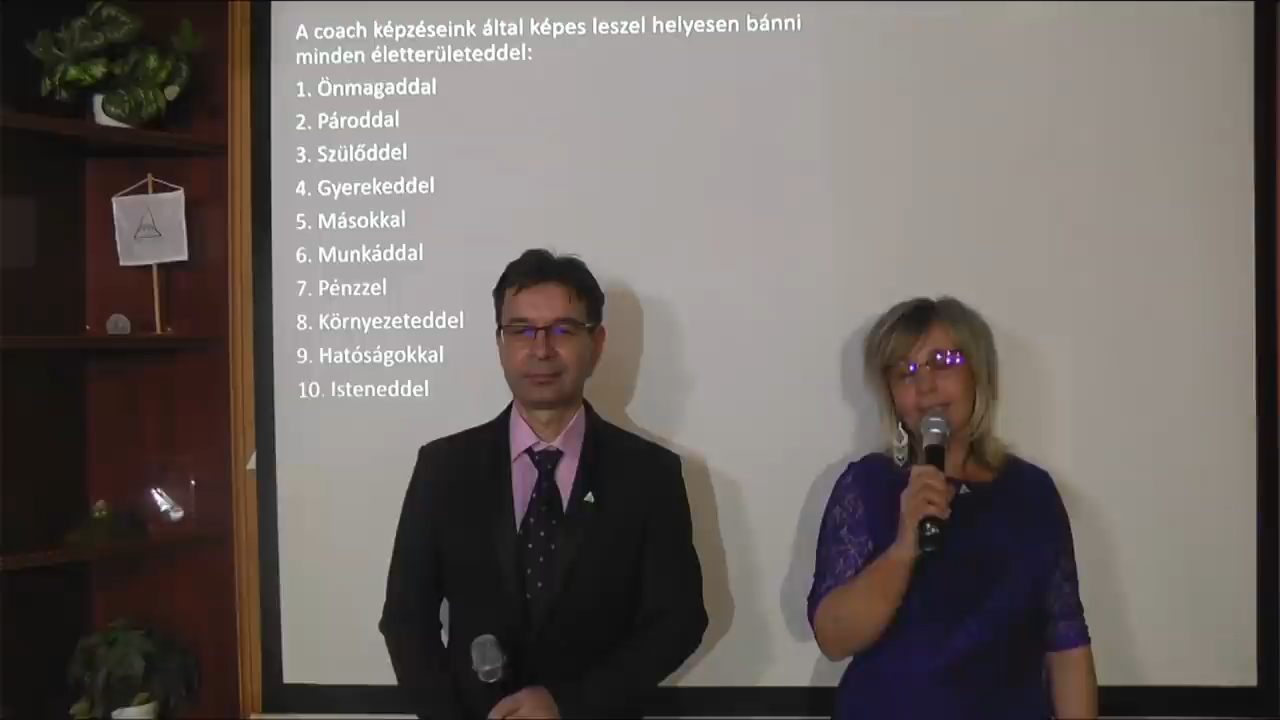 A coach képzéseink által képes leszel helyesen bánni
minden életterületeddel:
1. Önmagaddal
2. Pároddal
3. Szülőddel
4. Gyerekeddel
5. Másokkal
6. Munkáddal
7. Pénzzel
8. Környezeteddel
9. Hatóságokkal
10. Isteneddel